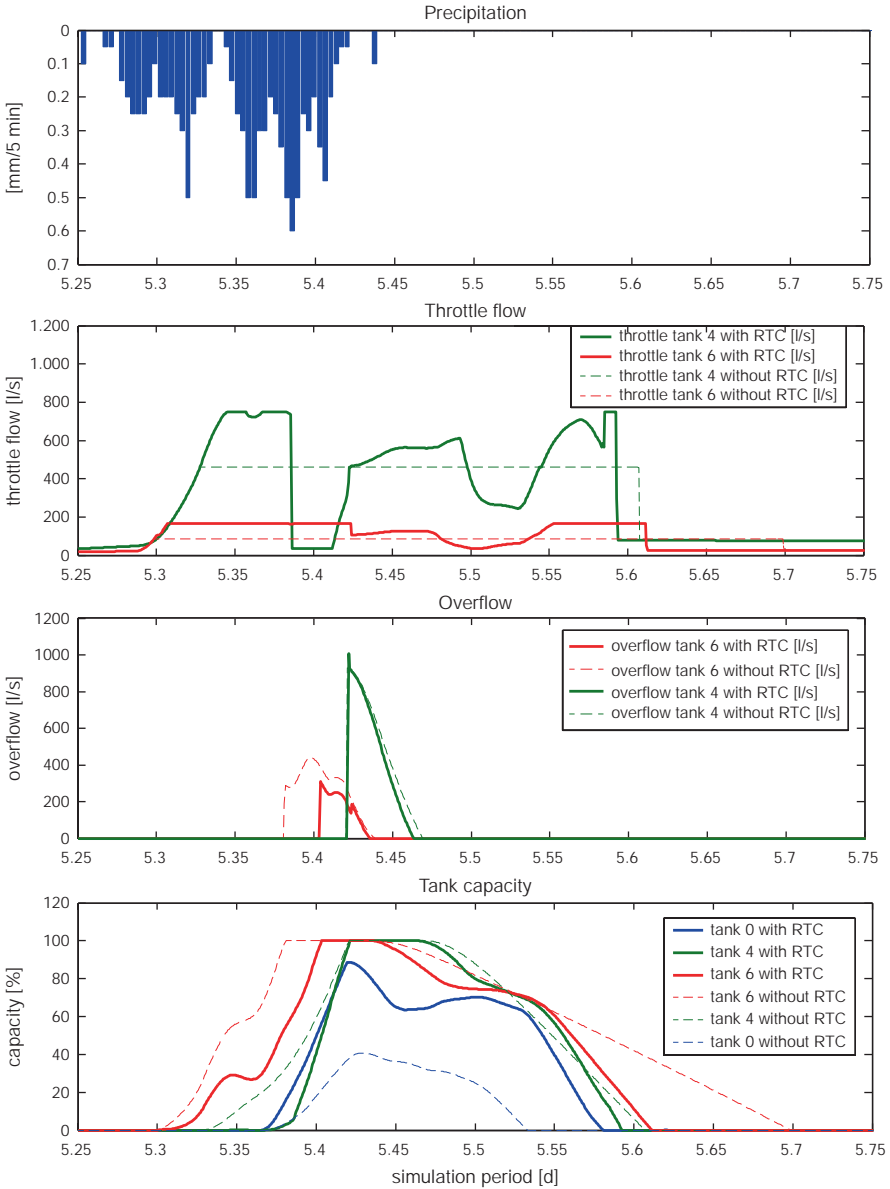 Precipitation
[mm/5 min]
0
0.1
0.2
0.3
0.4
0.5
0.6
0.7
5.25 5.3 5.35 5.4 5.45 5.5 5.55 5.6 5.65 5.7 5.75
Throttle flow
throttle flow [l/s]
1.200
1.000
800
600
400
200
0
throttle tank 4 with RTC [l/s]
throttle tank 6 with RTC [l/s]
throttle tank 4 without RTC [l/s]
throttle tank 6 without RTC [l/s]
5.25 5.3 5.35 5.4 5.45 5.5 5.55 5.6 5.65 5.7 5.75
Overflow
overflow [l/s]
1200
1000
800
600
400
200
0
overflow tank 6 with RTC [l/s]
overflow tank 6 without RTC [l/s]
overflow tank 4 with RTC [l/s]
overflow tank 4 without RTC [l/s]
5.25 5.3 5.35 5.4 5.45 5.5 5.55 5.6 5.65 5.7 5.75
Tank capacity
capacity [%]
120
100
80
60
40
20
0
tank 0 with RTC
tank 4 with RTC
tank 6 with RTC
tank 6 without RTC
tank 4 without RTC
tank 0 without RTC
5.25 5.3 5.35 5.4 5.45 5.5 5.55 5.6 5.65 5.7 5.75
simulation period [d]